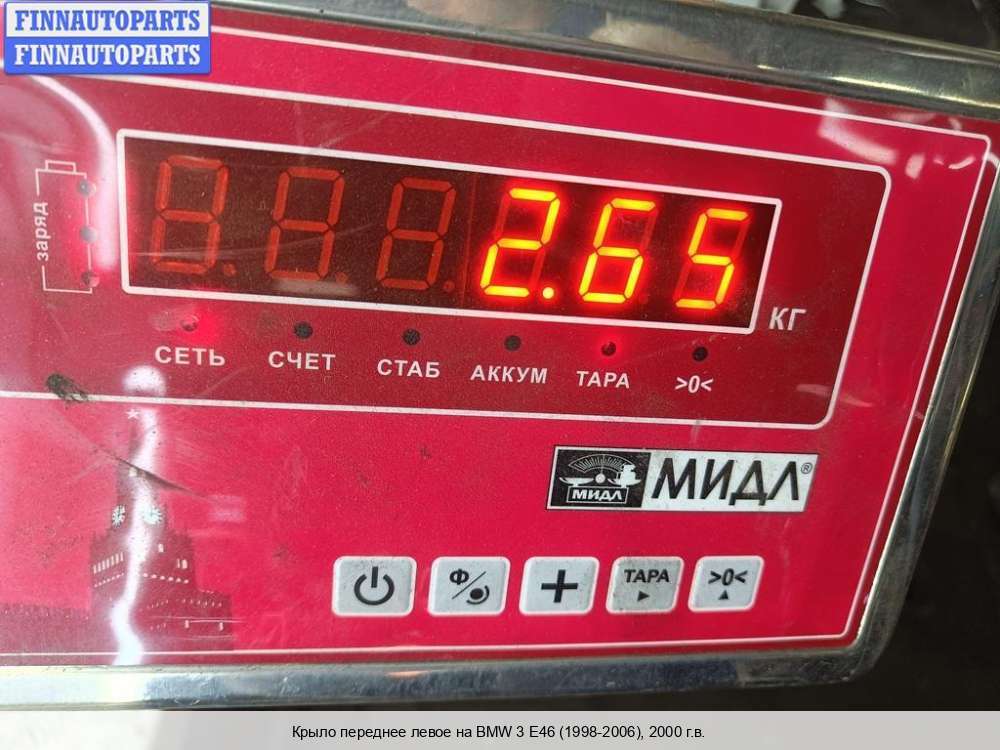 FINNAUTOPARTS
FINNAUTOPARTS
заряд
2.65
КГ
СЕТЬ СЧЕТ СТАБ АККУМ ТАРА >0<
МИДЛ МИДЛ®
Ф ТАРА >0<
Крыло переднее левое на BMW 3 E46 (1998-2006), 2000 г.в.